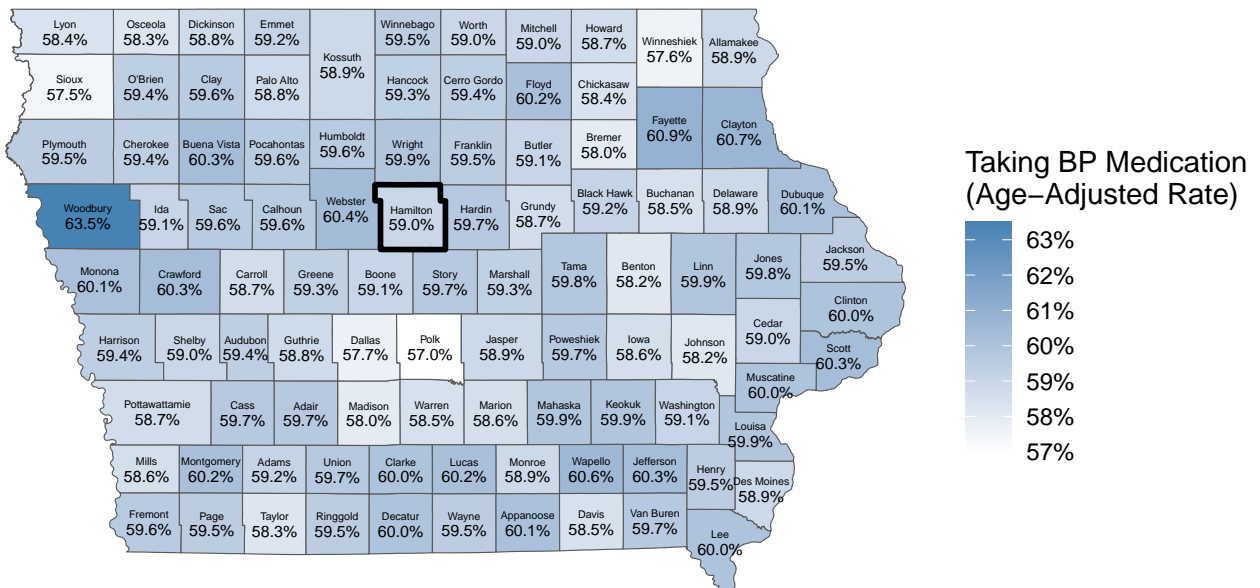 Lyon
58.4%
Osceola
58.3%
Dickinson
58.8%
Emmet
59.2%
Winnebago
59.5%
Worth
59.0%
Mitchell
59.0%
Howard
58.7%
Winneshiek
57.6%
Allamakee
58.9%
Kossuth
58.9%
Sioux
57.5%
O'Brien
59.4%
Clay
59.6%
Palo Alto
58.8%
Hancock
59.3%
Cerro Gordo
59.4%
Floyd
60.2%
Chickasaw
58.4%
Fayette
60.9%
Clayton
60.7%
Plymouth
59.5%
Cherokee
59.4%
Buena Vista
60.3%
Pocahontas
59.6%
Humboldt
59.6%
Wright
59.9%
Franklin
59.5%
Butler
59.1%
Bremer
58.0%
Woodbury
63.5%
Ida
59.1%
Sac
59.6%
Calhoun
59.6%
Webster
60.4%
Hamilton
59.0%
Hardin
59.7%
Grundy
58.7%
Black Hawk
59.2%
Buchanan
58.5%
Delaware
58.9%
Dubuque
60.1%
Jackson
59.5%
Monona
60.1%
Crawford
60.3%
Carroll
58.7%
Greene
59.3%
Boone
59.1%
Story
59.7%
Marshall
59.3%
Tama
59.8%
Benton
58.2%
Linn
59.9%
Jones
59.8%
Clinton
60.0%
Harrison
59.4%
Shelby
59.0%
Audubon
59.4%
Guthrie
58.8%
Dallas
57.7%
Polk
57.0%
Jasper
58.9%
Poweshiek
59.7%
Iowa
58.6%
Johnson
58.2%
Cedar
59.0%
Scott
60.3%
Muscatine
60.0%
Pottawattamie
58.7%
Cass
59.7%
Adair
59.7%
Madison
58.0%
Warren
58.5%
Marion
58.6%
Mahaska
59.9%
Keokuk
59.9%
Washington
59.1%
Louisa
59.9%
Mills
58.6%
Montgomery
60.2%
Adams
59.2%
Union
59.7%
Clarke
60.0%
Lucas
60.2%
Monroe
58.9%
Wapello
60.6%
Jefferson
60.3%
Henry
59.5%
Des Moines
58.9%
Fremont
59.6%
Page
59.5%
Taylor
58.3%
Ringgold
59.5%
Decatur
60.0%
Wayne
59.5%
Appanoose
60.1%
Davis
58.5%
Van Buren
59.7%
Lee
60.0%
Taking BP Medication
(Age−Adjusted Rate)
63%
62%
61%
60%
59%
58%
57%